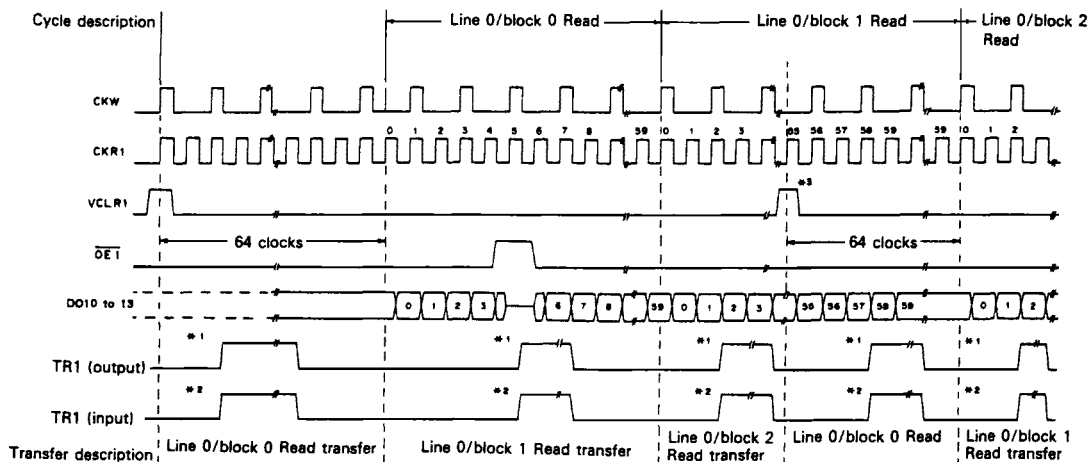 Cycle description
Line 0/block 0 Read
Line 0/block 1 Read
Line 0/block 2
Read
CKW
0 1 2 3 4 5 6 7 8 59 0 1 2 3 55 56 57 58 59 59 0 1 2
CKR1
VCLR1
*3
64 clocks
64 clocks
OE1
DO10 to 13
0 1 2 3 6 7 8 59 0 1 2 3 56 57 58 59 0 1 2
*1 *1 *1 *1 *1
TR1 (output)
*2 *2 *2 *2 *2
TR1 (input)
Transfer description
Line 0/block 0 Read transfer
Line 0/block 1 Read transfer
Line 0/block 2
Read transfer
Line 0/block 0 Read
Line 0/block 1
Read transfer